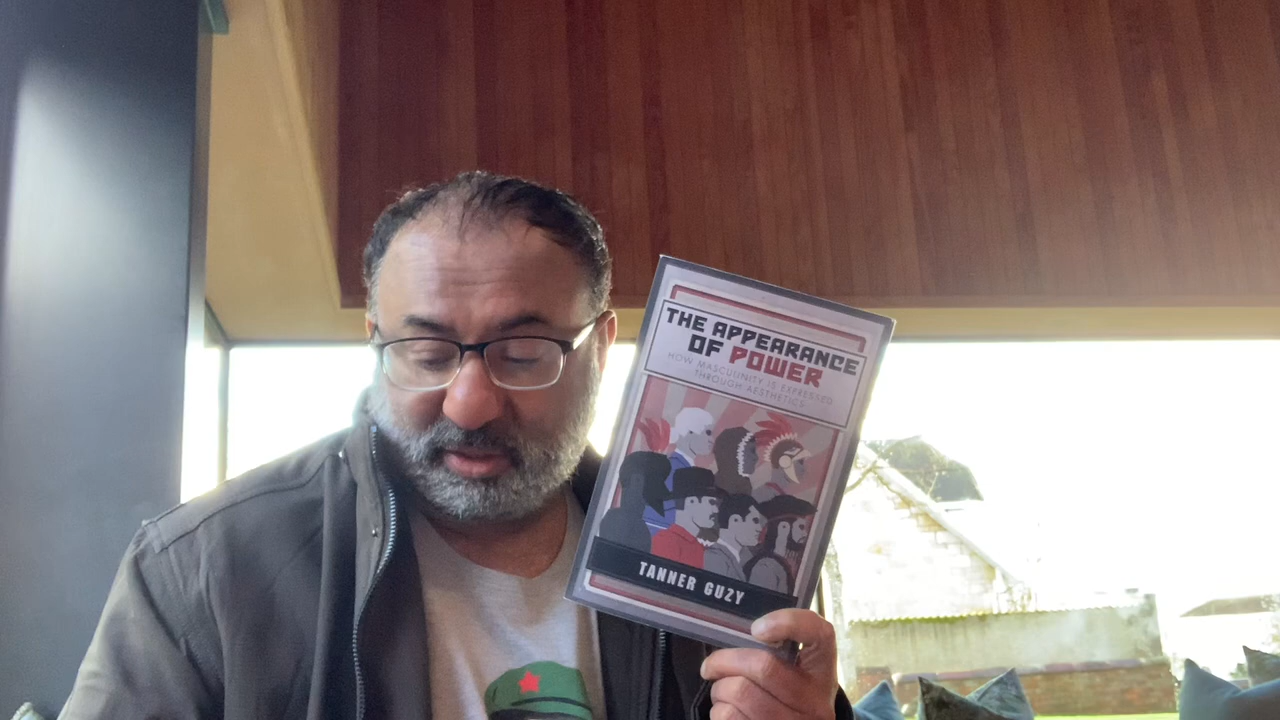 THE APPEARANCE
OF POWER
HOW MASCULINITY IS EXPRESSED
THROUGH AESTHETICS
TANNER GUZY